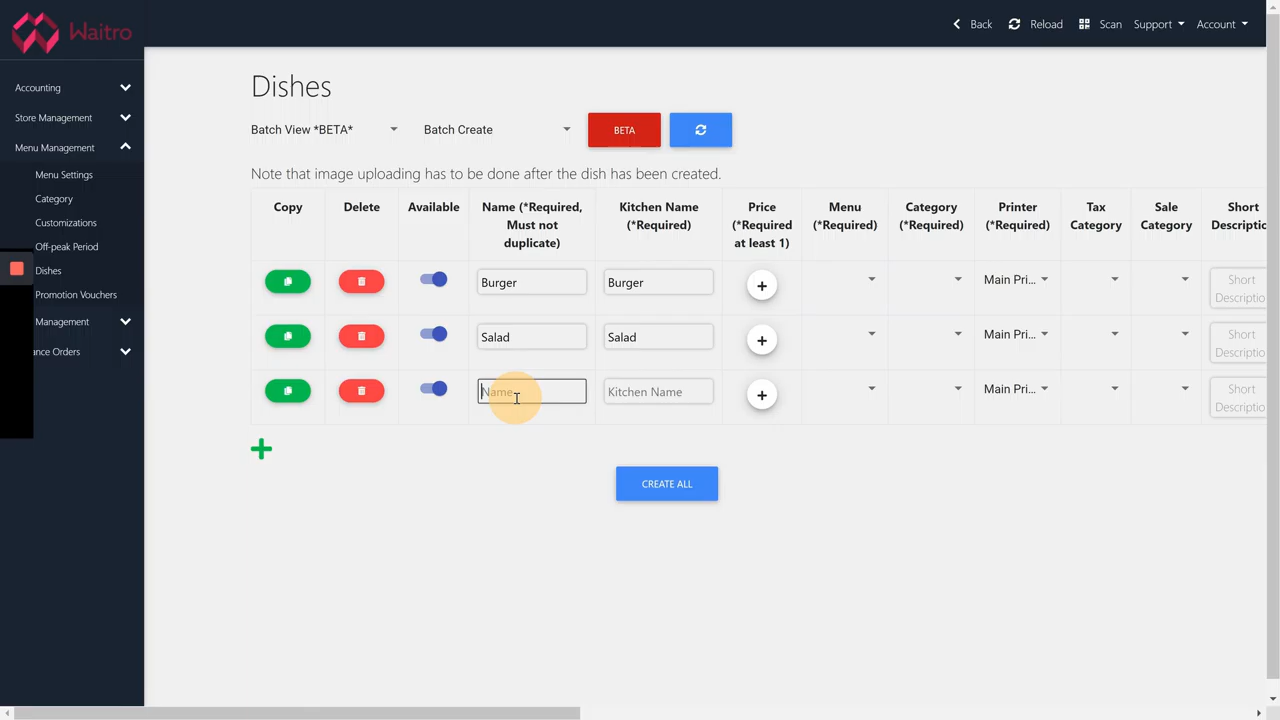 Waitro
Back
Reload
Scan
Support
Account
Accounting
Store Management
Menu Management
Menu Settings
Category
Customizations
Off-peak Period
Dishes
Promotion Vouchers
Management
Orders
Dishes
Batch View *BETA*
Batch Create
BETA
Note that image uploading has to be done after the dish has been created.
Copy
Delete
Available
Name (*Required,
Must not
duplicate)
Kitchen Name
(*Required)
Price
(*Required
at least 1)
Menu
(*Required)
Category
(*Required)
Printer
(*Required)
Tax
Category
Sale
Category
Short
Descriptic
Burger
Burger
Main Pri...
Short
Descriptio
Salad
Salad
Main Pri...
Short
Descriptio
Name
Kitchen Name
Main Pri...
Short
Descriptio
CREATE ALL